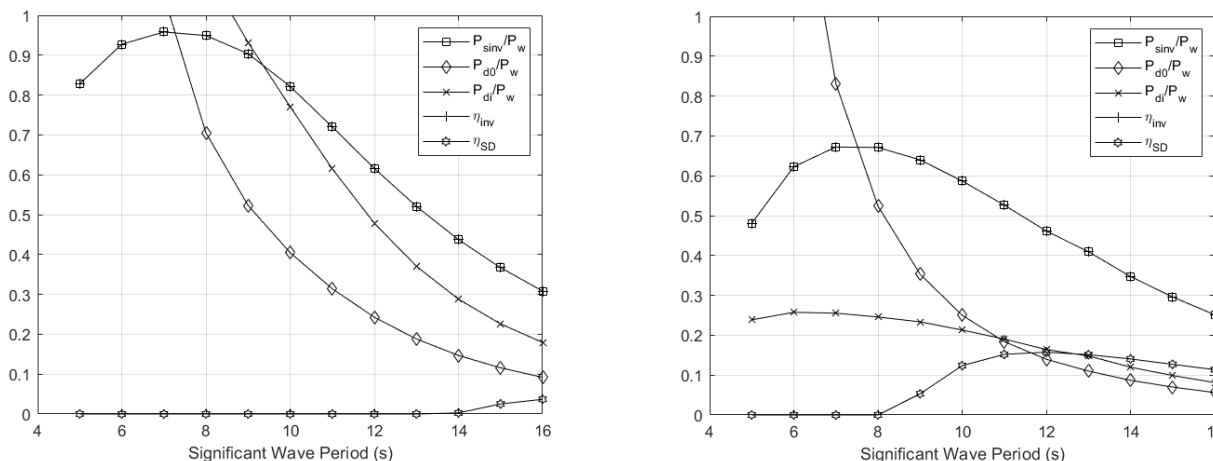 1
0.9
0.8
0.7
0.6
0.5
0.4
0.3
0.2
0.1
0
4
6
8
10
12
14
16
Significant Wave Period (s)
P_sinv/P_w
P_d0/P_w
P_di/P_w
η_inv
η_SD
1
0.9
0.8
0.7
0.6
0.5
0.4
0.3
0.2
0.1
0
4
6
8
10
12
14
Significant Wave Period (s)
P_sinv/P_w
P_d0/P_w
P_di/P_w
η_inv
η_SD